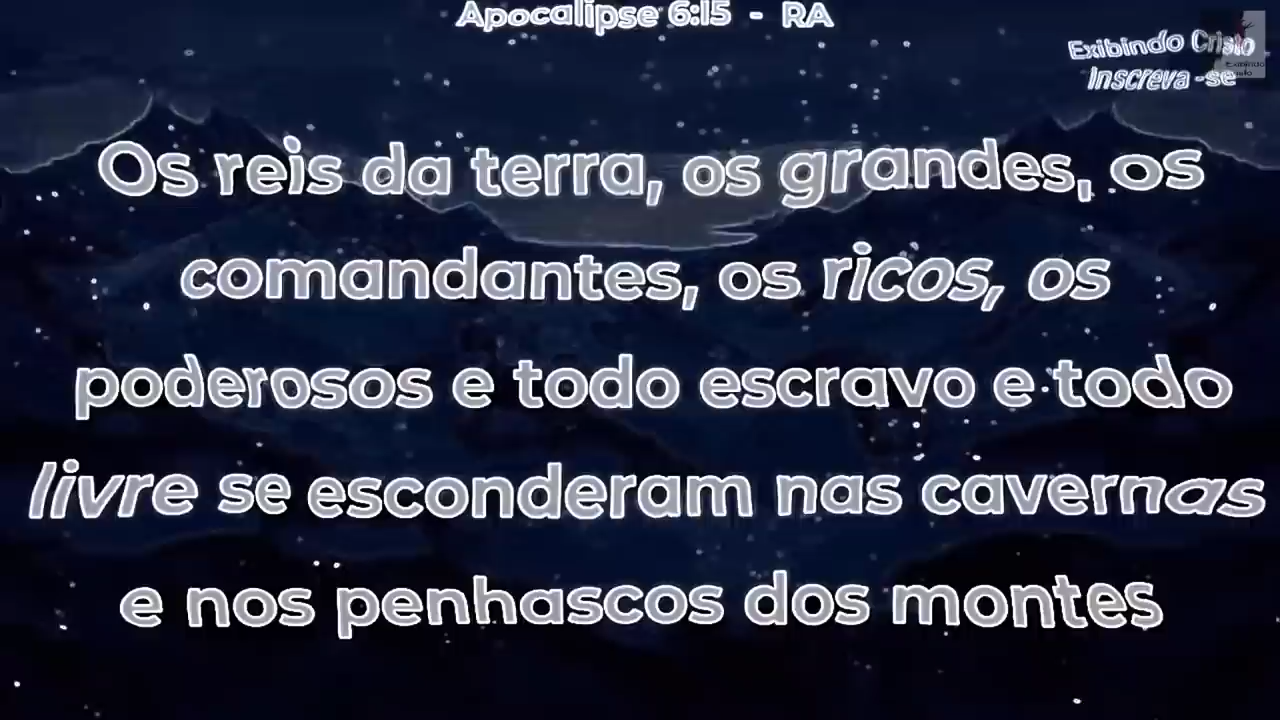 Apocalipse 6:15 - RA
Exibindo Cristo
Inscreva-se
Os reis da terra, os grandes, os
comandantes, os ricos, os
poderosos e todo escravo e todo
livre se esconderam nas cavernas
e nos penhascos dos montes